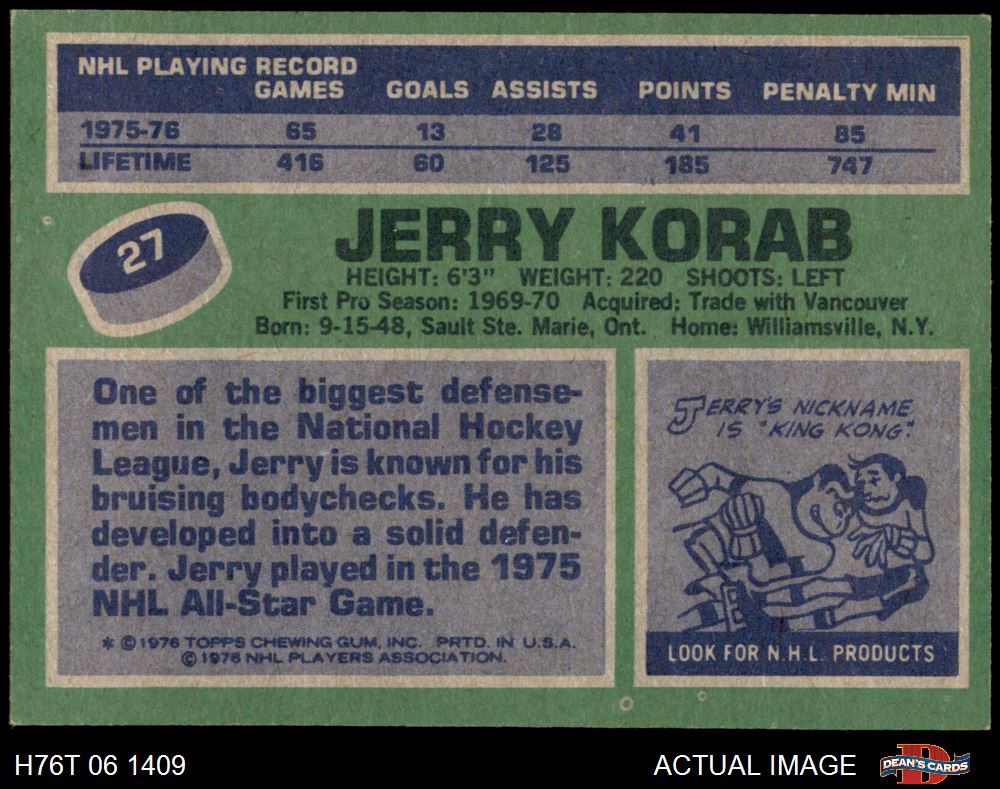 NHL PLAYING RECORD
GAMES GOALS ASSISTS POINTS PENALTY MIN
1975-76 65 13 28 41 85
LIFETIME 416 60 125 185 747
27
JERRY KORAB
HEIGHT: 6'3" WEIGHT: 220 SHOOTS: LEFT
First Pro Season: 1969-70 Acquired: Trade with Vancouver
Born: 9-15-48, Sault Ste. Marie, Ont. Home: Williamsville, N.Y.
One of the biggest defense-
men in the National Hockey
League, Jerry is known for his
bruising bodychecks. He has
developed into a solid defen-
der. Jerry played in the 1975
NHL All-Star Game.
* ©1976 TOPPS CHEWING GUM, INC. PRTD. IN U.S.A.
©1976 NHL PLAYERS ASSOCIATION.
JERRY'S NICKNAME
IS "KING KONG".
LOOK FOR N.H.L. PRODUCTS
H76T 06 1409
ACTUAL IMAGE
D
DEAN'S CARDS